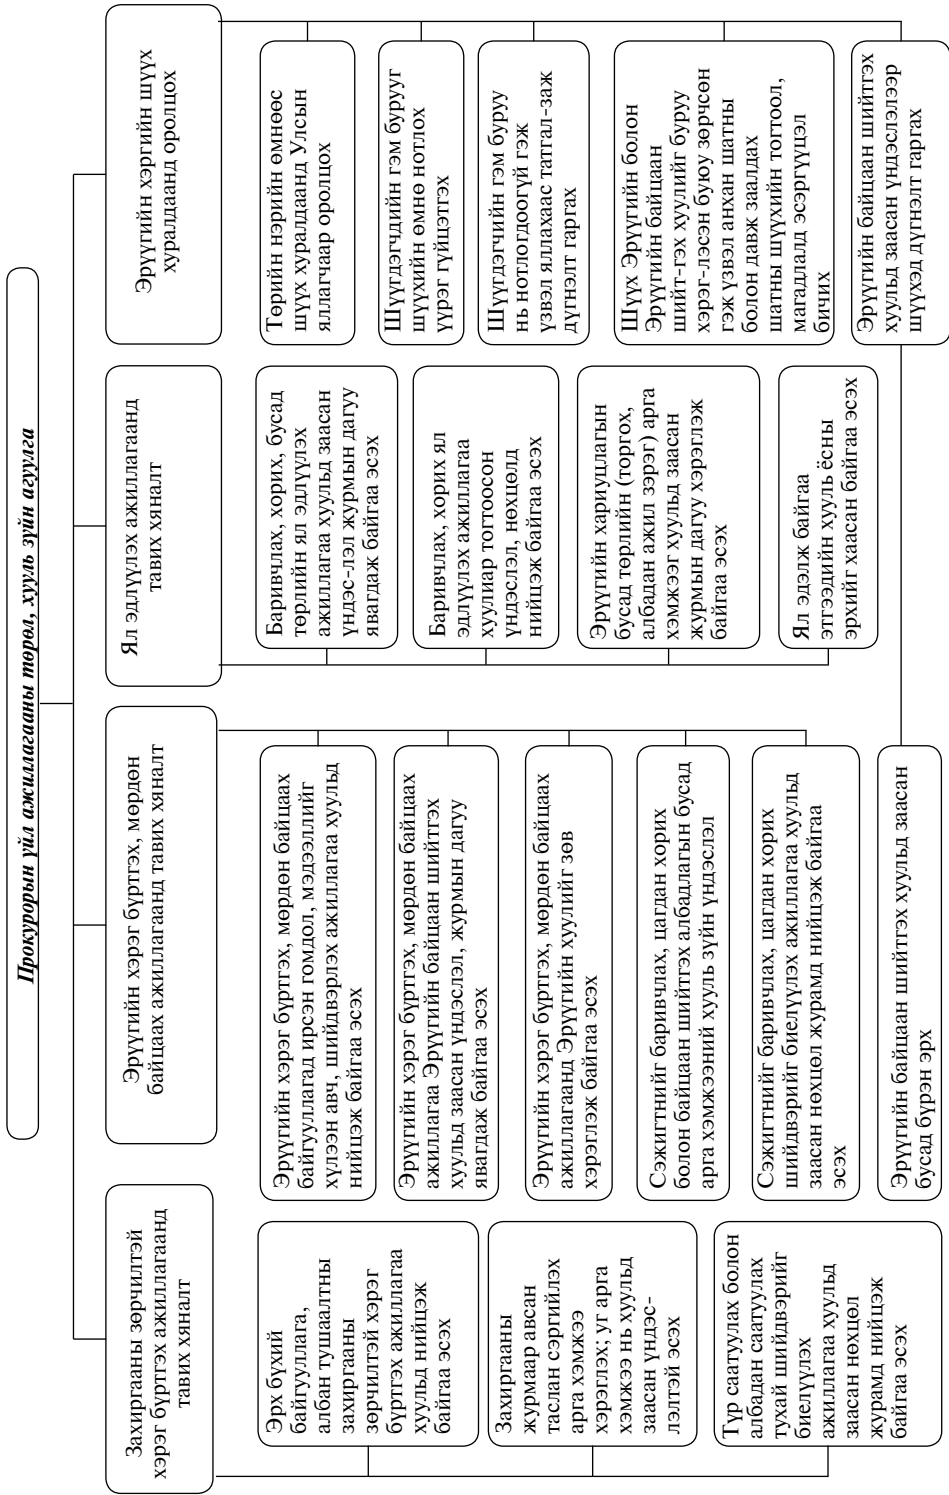 Прокурорын үйл ажиллагааны төрөл, хууль зүйн агуулга
Захиргааны зөрчилтэй
хэрэг бүртгэх ажиллагаанд
тавих хяналт
Эрх бүхий
байгууллага,
албан тушаалтны
захиргааны
зөрчилтэй хэрэг
бүртгэх ажиллагаа
хуульд нийцэж
байгаа эсэх
Захиргааны
журмаар авсан
таслан сэргийлэх
арга хэмжээ
хэрэглэх; уг арга
хэмжээ нь хуульд
заасан үндэс-
лэлтэй эсэх
Түр саатуулах болон
албадан саатуулах
тухай шийдвэрийг
биелүүлэх
ажиллагаа хуульд
заасан нөхцөл
журамд нийцэж
байгаа эсэх
Эрүүгийн хэрэг бүртгэх, мөрдөн
байцаах ажиллагаанд тавих хяналт
Эрүүгийн хэрэг бүртгэх, мөрдөн байцаах
байгууллагад ирсэн гомдол, мэдээллийг
хүлээн авч, шийдвэрлэх ажиллагаа хуульд
нийцэж байгаа эсэх
Эрүүгийн хэрэг бүртгэх, мөрдөн байцаах
ажиллагаа Эрүүгийн байцаан шийтгэх
хуульд заасан үндэслэл, журмын дагуу
явагдаж байгаа эсэх
Эрүүгийн хэрэг бүртгэх, мөрдөн байцаах
ажиллагаанд Эрүүгийн хуулийг зөв
хэрэглэж байгаа эсэх
Сэжигтнийг баривчлах, цагдан хорих
болон байцаан шийтгэх албадлагын бусад
арга хэмжээний хууль зүйн үндэслэл
Сэжигтнийг баривчлах, цагдан хорих
шийдвэрийг биелүүлэх ажиллагаа хуульд
заасан нөхцөл журамд нийцэж байгаа
эсэх
Эрүүгийн байцаан шийтгэх хуульд заасан
бусад бүрэн эрх
Ял эдлүүлэх ажиллагаанд
тавих хяналт
Баривчлах, хорих, бусад
төрлийн ял эдлүүлэх
ажиллагаа хуульд заасан
үндэс-лэл журмын дагуу
явагдаж байгаа эсэх
Баривчлах, хорих ял
эдлүүлэх ажиллагаа
хуулиар тогтоосон
үндэслэл, нөхцөлд
нийцэж байгаа эсэх
Эрүүгийн хариуцлагын
бусад төрлийн (торгох,
албадан ажил зэрэг) арга
хэмжээг хуульд заасан
журмын дагуу хэрэглэж
байгаа эсэх
Ял эдэлж байгаа
этгээдийн хууль ёсны
эрхийг хаасан байгаа эсэх
Эрүүгийн хэргийн шүүх
хуралдаанд оролцох
Төрийн нэрийн өмнөөс
шүүх хуралдаанд Улсын
яллагчаар оролцох
Шүүгдэгчдийн гэм бурууг
шүүхийн өмнө нотлох
үүрэг гүйцэтгэх
Шүүгдэгчийн гэм буруу
нь нотлогдоогүй гэж
үзвэл яллахаас татгал-заж
дүгнэлт гаргах
Шүүх Эрүүгийн болон
Эрүүгийн байцаан
шийт-гэх хуулийг буруу
хэрэг-лэсэн буюу зөрчсөн
гэж үзвэл анхан шатны
болон давж заалдах
шатны шүүхийн тогтоол,
магадлалд эсэргүүцэл
бичих
Эрүүгийн байцаан шийтгэх
хуульд заасан үндэслэлээр
шүүхэд дүгнэлт гаргах